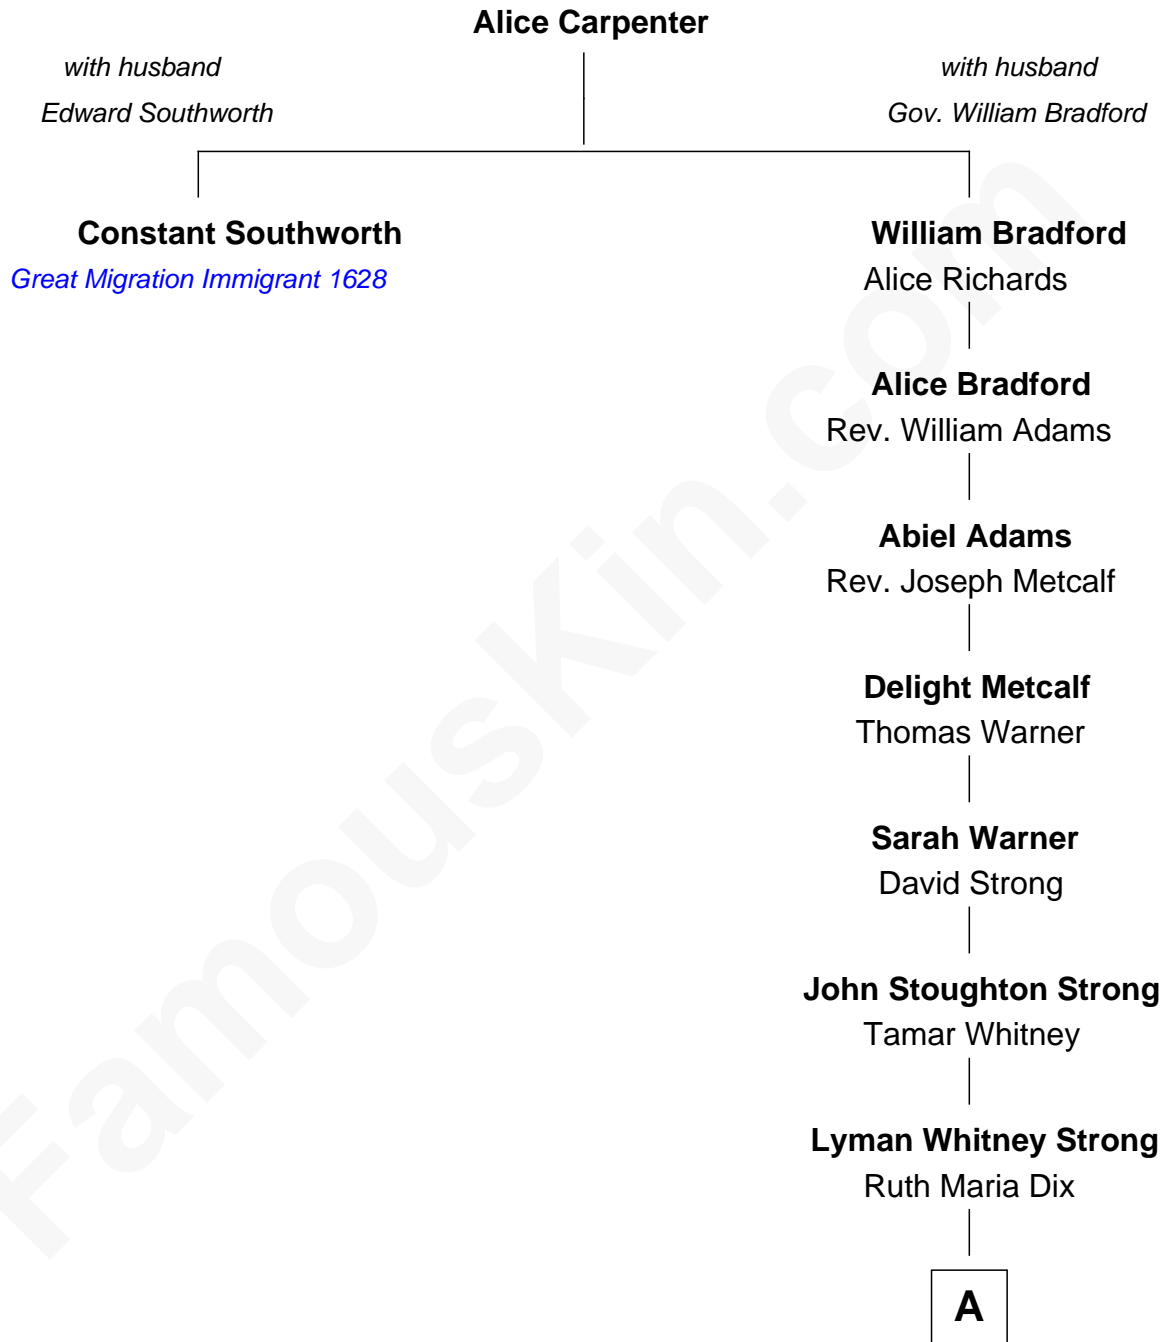 Alice Carpenter
with husband
Edward Southworth
with husband
Gov. William Bradford
Constant Southworth
Great Migration Immigrant 1628
William Bradford
Alice Richards
Alice Bradford
Rev. William Adams
Abiel Adams
Rev. Joseph Metcalf
Delight Metcalf
Thomas Warner
Sarah Warner
David Strong
John Stoughton Strong
Tamar Whitney
Lyman Whitney Strong
Ruth Maria Dix
A
FamousKin.com